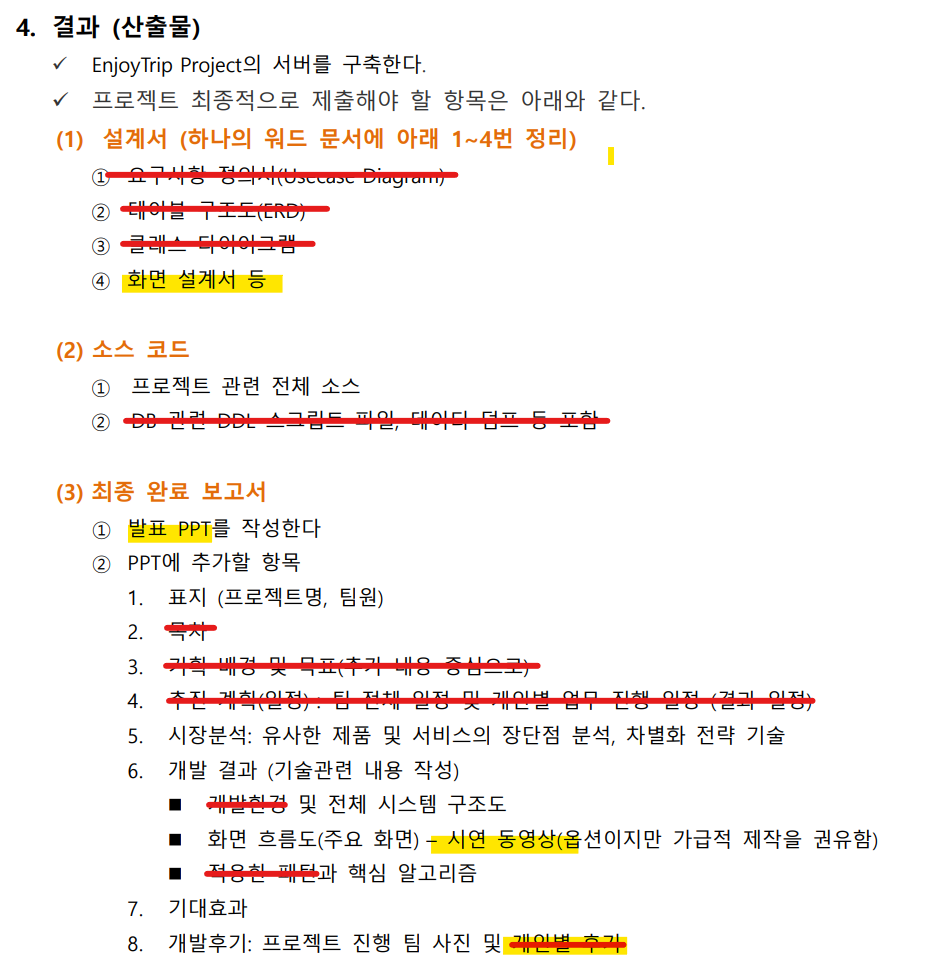 4. 결과 (산출물)
✓ EnjoyTrip Project의 서버를 구축한다.
✓ 프로젝트 최종적으로 제출해야 할 항목은 아래와 같다.
(1) 설계서 (하나의 워드 문서에 아래 1~4번 정리)
① 요구사항 정의서(Usecase Diagram)
② 테이블 구조도(ERD)
③ 클래스 다이어그램
④ 화면 설계서 등
(2) 소스 코드
① 프로젝트 관련 전체 소스
② DB 관련 DDL 스크립트 파일, 데이터 덤프 등 포함
(3) 최종 완료 보고서
① 발표 PPT를 작성한다
② PPT에 추가할 항목
1. 표지 (프로젝트명, 팀원)
2. 목차
3. 기획 배경 및 목표(추가 내용 중심으로)
4. 추진 계획(일정) : 팀 전체 일정 및 개인별 업무 진행 일정 (결과 일정)
5. 시장분석: 유사한 제품 및 서비스의 장단점 분석, 차별화 전략 기술
6. 개발 결과 (기술관련 내용 작성)
■ 개발환경 및 전체 시스템 구조도
■ 화면 흐름도(주요 화면) – 시연 동영상(옵션이지만 가급적 제작을 권유함)
■ 적용한 패턴과 핵심 알고리즘
7. 기대효과
8. 개발후기: 프로젝트 진행 팀 사진 및 개인별 후기